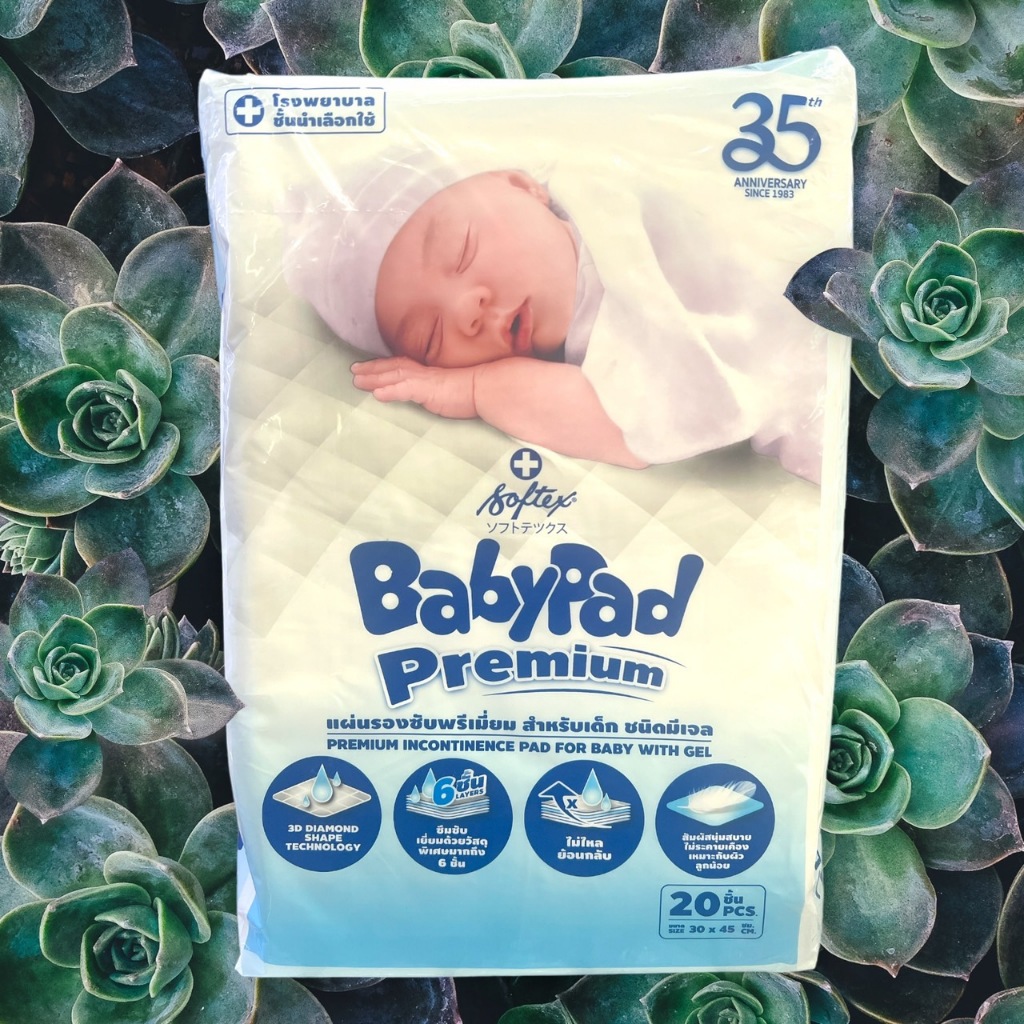 โรงพยาบาล
ชั้นนำเลือกใช้
35th
ANNIVERSARY
SINCE 1983
Softex
ソフトテックス
BabyPad
Premium
แผ่นรองซับพรีเมี่ยม สำหรับเด็ก ชนิดมีเจล
PREMIUM INCONTINENCE PAD FOR BABY WITH GEL
3D DIAMOND
SHAPE
TECHNOLOGY
6 ชั้น
LAYERS
ซึมซับ
เยี่ยมด้วยวัสดุ
พิเศษมากถึง
6 ชั้น
X
ไม่ไหล
ย้อนกลับ
สัมผัสนุ่มสบาย
ไม่ระคายเคือง
เหมาะกับผิว
ลูกน้อย
20 ชิ้น PCS.
ขนาด SIZE 30 x 45 ซม. CM.